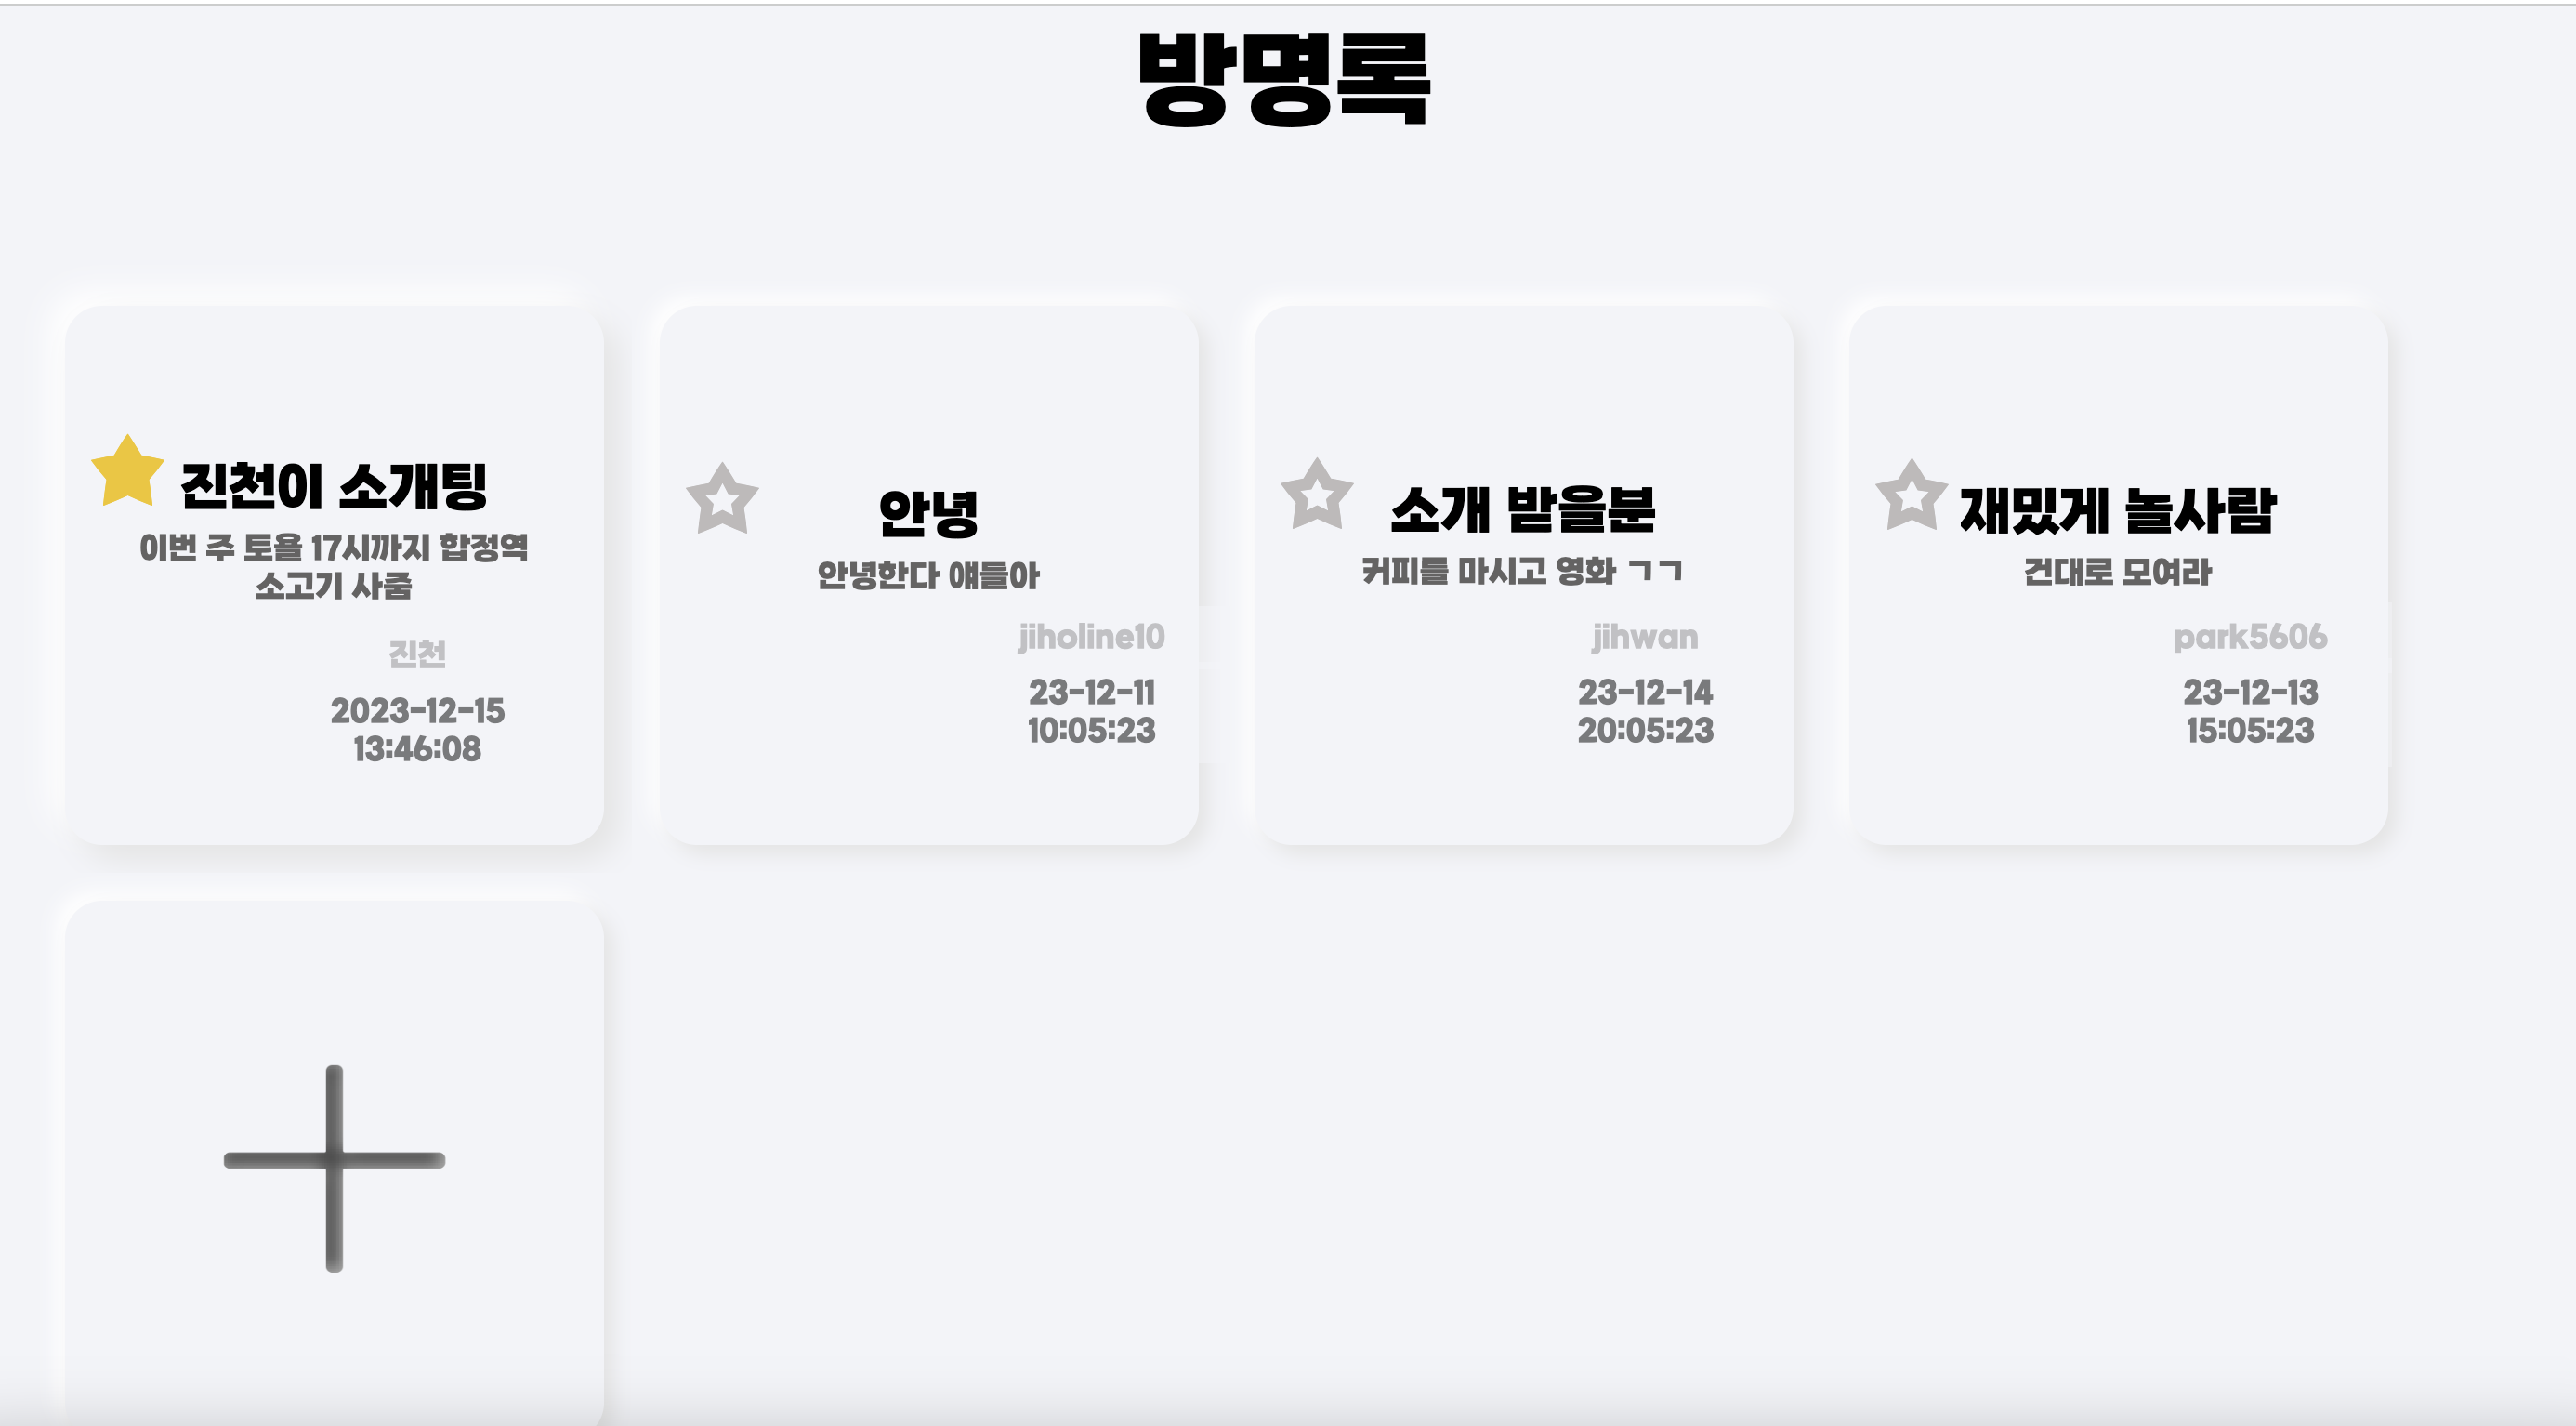 방명록
진천이 소개팅
이번 주 토욜 17시까지 합정역
소고기 사줌
진천
2023-12-15
13:46:08
안녕
안녕한다 얘들아
jiholine10
23-12-11
10:05:23
소개 받을분
커피를 마시고 영화 ㄱㄱ
jihwan
23-12-14
20:05:23
재밌게 놀사람
건대로 모여라
park5606
23-12-13
15:05:23